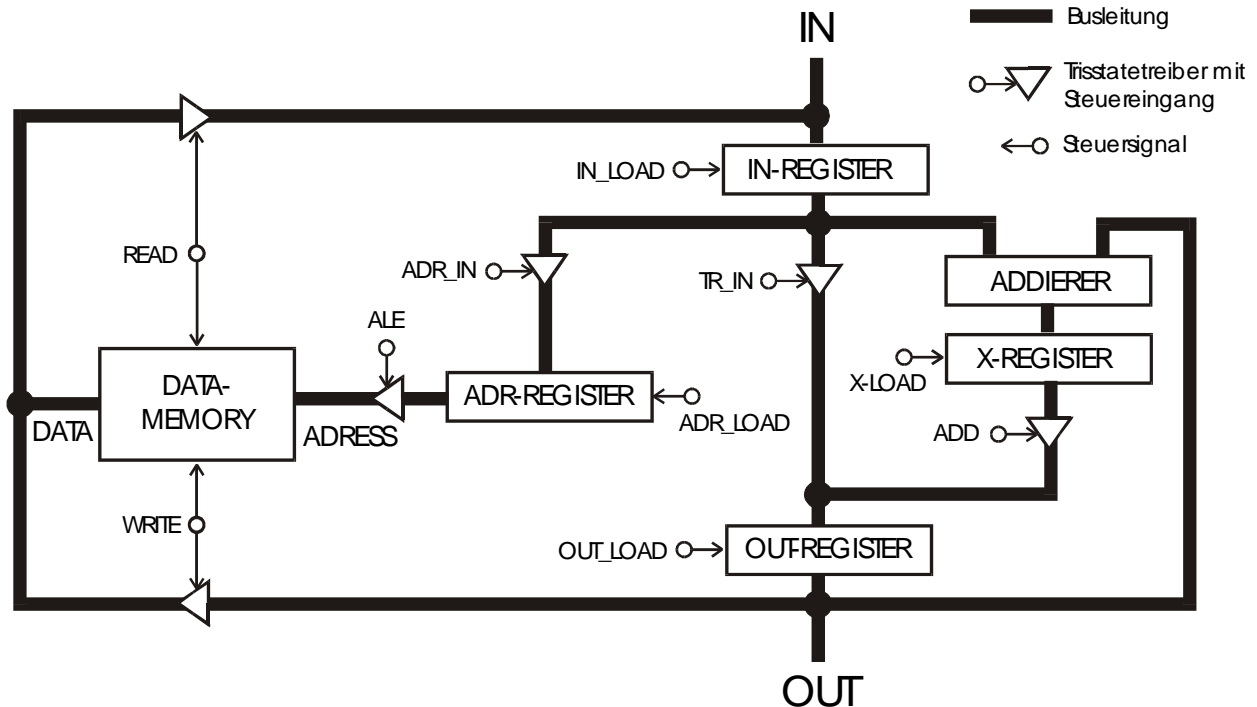 IN
Busleitung
Trisstatetreiber mit
Steuereingang
Steuersignal
IN_LOAD
IN-REGISTER
READ
ADR_IN
TR_IN
ADDIERER
ALE
X-REGISTER
X-LOAD
DATA-
MEMORY
ADR-REGISTER
ADR_LOAD
DATA
ADRESS
ADD
WRITE
OUT_LOAD
OUT-REGISTER
OUT